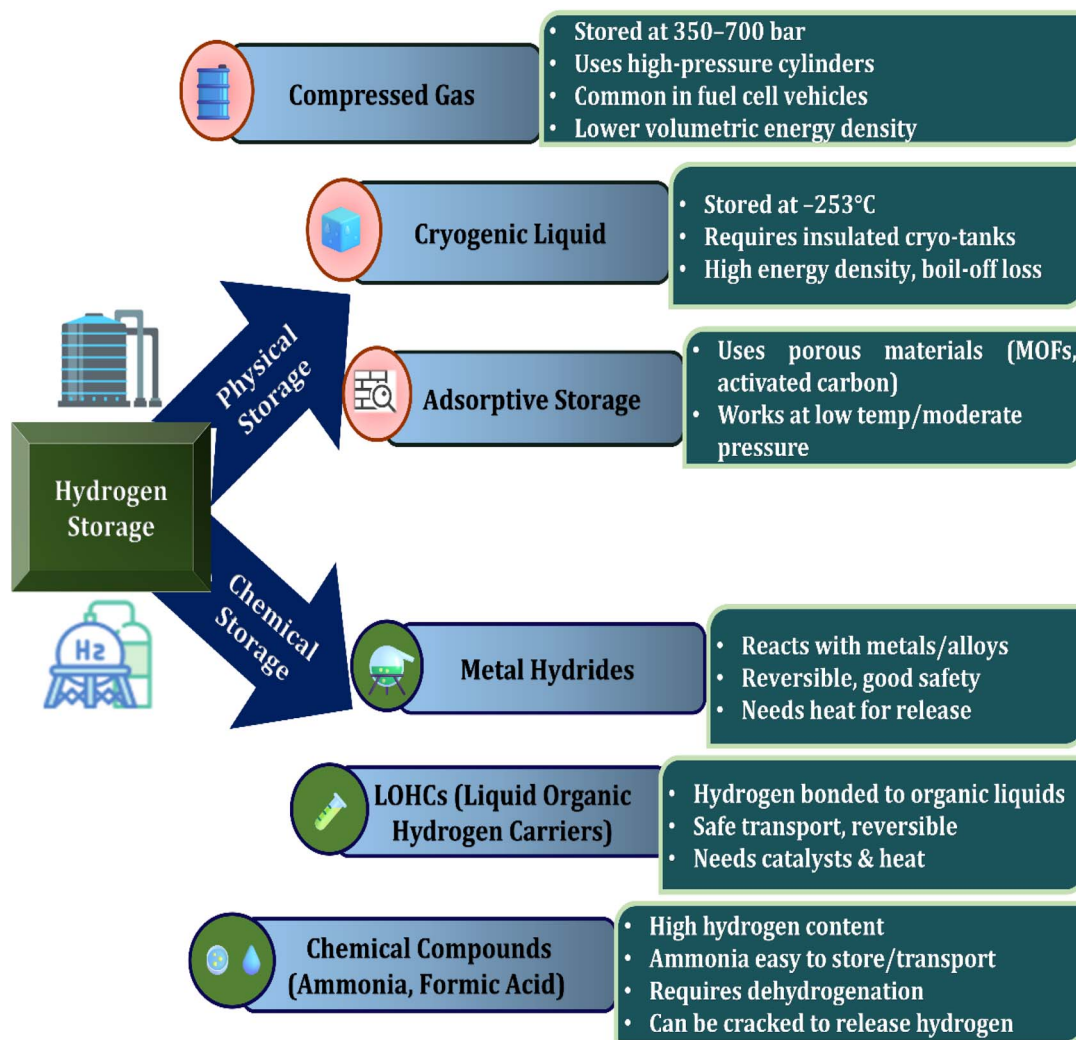 Compressed Gas
• Stored at 350–700 bar
• Uses high-pressure cylinders
• Common in fuel cell vehicles
• Lower volumetric energy density
Cryogenic Liquid
• Stored at –253°C
• Requires insulated cryo-tanks
• High energy density, boil-off loss
Physical
Storage
Adsorptive Storage
• Uses porous materials (MOFs,
activated carbon)
• Works at low temp/moderate
pressure
Hydrogen
Storage
Chemical
Storage
H2
Metal Hydrides
• Reacts with metals/alloys
• Reversible, good safety
• Needs heat for release
LOHCs (Liquid Organic
Hydrogen Carriers)
• Hydrogen bonded to organic liquids
• Safe transport, reversible
• Needs catalysts & heat
Chemical Compounds
(Ammonia, Formic Acid)
• High hydrogen content
• Ammonia easy to store/transport
• Requires dehydrogenation
• Can be cracked to release hydrogen